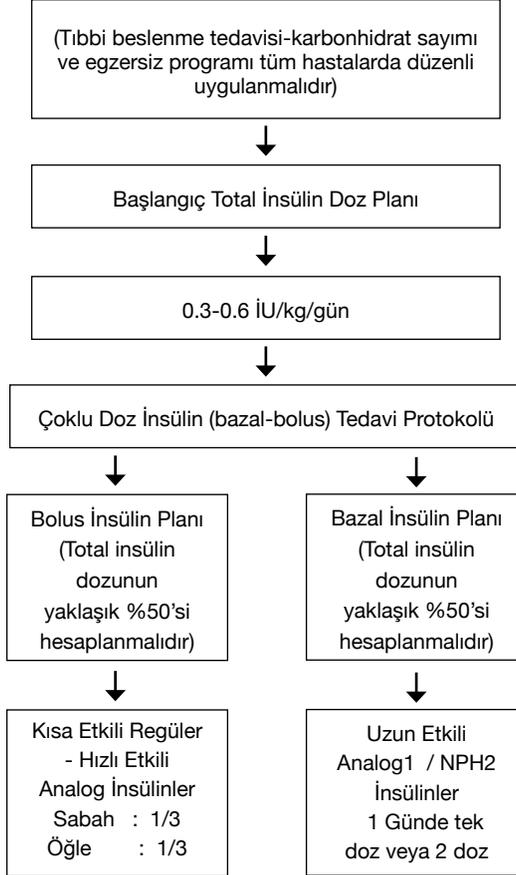 (Tıbbi beslenme tedavisi-karbonhidrat sayımı
ve egzersiz programı tüm hastalarda düzenli
uygulanmalıdır)
Başlangıç Total İnsülin Doz Planı
0.3-0.6 İU/kg/gün
Çoklu Doz İnsülin (bazal-bolus) Tedavi Protokolü
Bolus İnsülin Planı
(Total insülin
dozunun
yaklaşık %50'si
hesaplanmalıdır)
Bazal İnsülin Planı
(Total insülin
dozunun
yaklaşık %50'si
hesaplanmalıdır)
Kısa Etkili Regüler
- Hızlı Etkili
Analog İnsülinler
Sabah : 1/3
Öğle : 1/3
Uzun Etkili
Analog1 / NPH2
İnsülinler
1 Günde tek
doz veya 2 doz